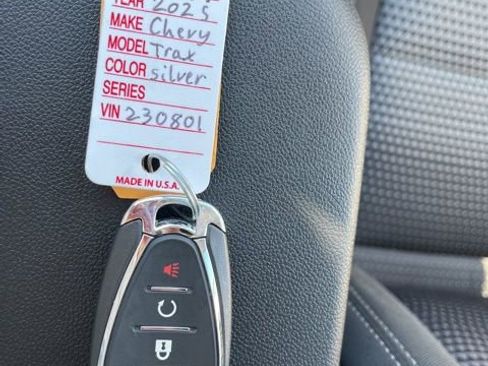 YEAR 2025
MAKE Chevy
MODEL Trax
COLOR silver
SERIES
VIN 230801
MADE IN U.S.A.